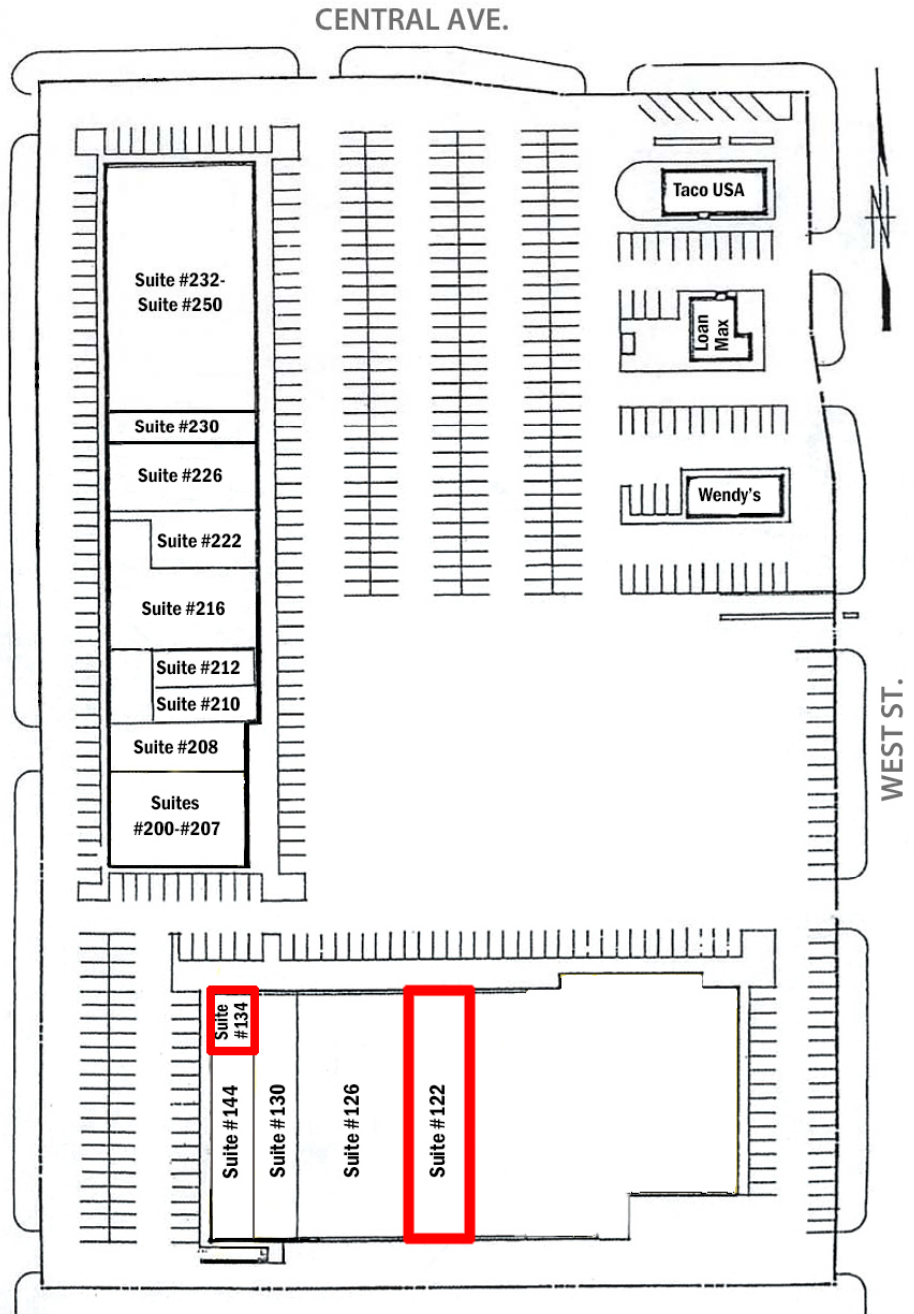 CENTRAL AVE.
Taco USA
Suite #232-
Suite #250
Loan
Max
Suite #230
Suite #226
Wendy's
Suite #222
Suite #216
Suite #212
Suite #210
WEST ST.
Suite #208
Suites
#200-#207
Suite
#134
Suite #144
Suite #130
Suite #126
Suite #122